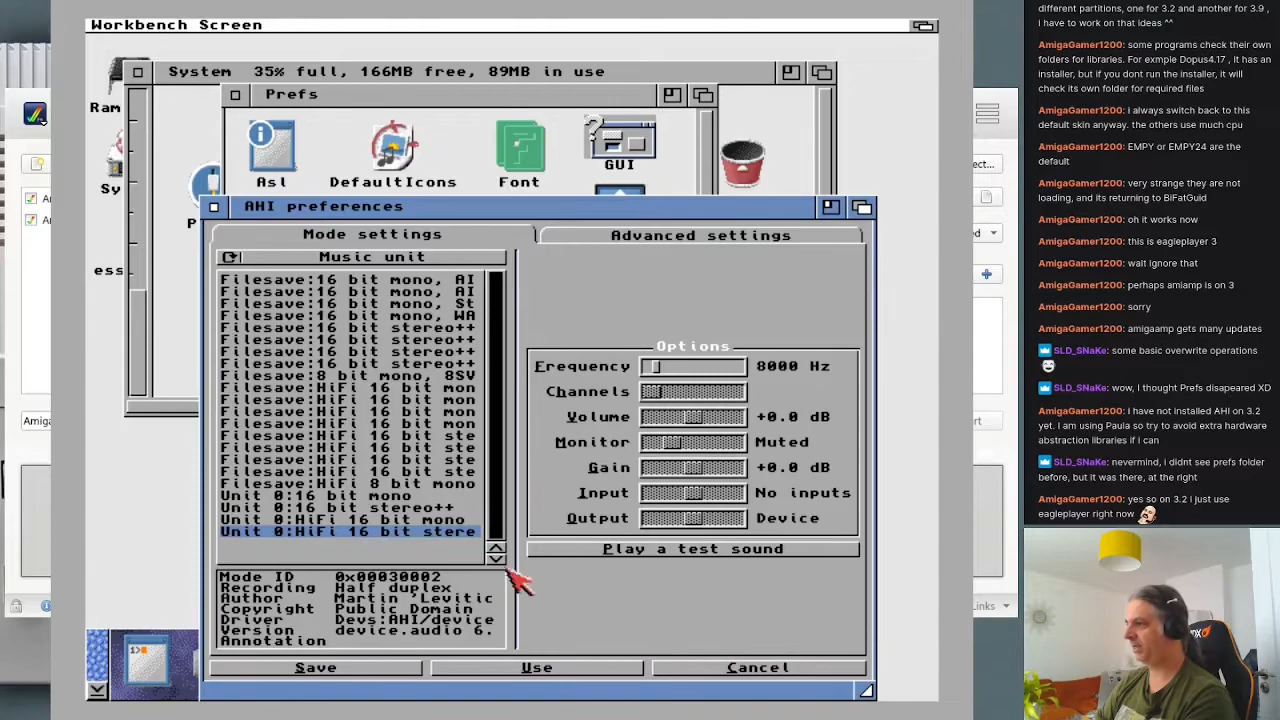 Workbench Screen
System 35% full, 166MB free, 89MB in use
Prefs
Ram
Sy
P
ess
Asl
DefaultIcons
Font
GUI
AHI preferences
Mode settings
Advanced settings
Music unit
Filesave:16 bit mono, AI
Filesave:16 bit mono, AI
Filesave:16 bit mono, St
Filesave:16 bit mono, WA
Filesave:16 bit stereo++
Filesave:16 bit stereo++
Filesave:16 bit stereo++
Filesave:16 bit stereo++
Filesave:8 bit mono, 8SV
Filesave:HiFi 16 bit mon
Filesave:HiFi 16 bit mon
Filesave:HiFi 16 bit mon
Filesave:HiFi 16 bit mon
Filesave:HiFi 16 bit ste
Filesave:HiFi 16 bit ste
Filesave:HiFi 16 bit ste
Filesave:HiFi 16 bit ste
Filesave:HiFi 8 bit mono
Unit 0:16 bit mono
Unit 0:16 bit stereo++
Unit 0:HiFi 16 bit mono
Unit 0:HiFi 16 bit stere
Mode ID 0x00030002
Recording Half duplex
Author Martin 'Levitic
Copyright Public Domain
Driver Devs:AHI/device
Version device.audio 6.
Annotation
Options
Frequency 8000 Hz
Channels
Volume +0.0 dB
Monitor Muted
Gain +0.0 dB
Input No inputs
Output Device
Play a test sound
Save
Use
Cancel
1>
Amiga
ect...
ed
rt
Links
different partitions, one for 3.2 and another for 3.9 ,
i have to work on that ideas ^^
AmigaGamer1200: some programs check their own
folders for libraries. For exmple Dopus4.17 , it has an
installer, but if you dont run the installer, it will
check its own folder for required files
AmigaGamer1200: i always switch back to this
default skin anyway. the others use much cpu
AmigaGamer1200: EMPY or EMPY24 are the
default
AmigaGamer1200: very strange they are not
loading, and its returning to BiFatGuid
AmigaGamer1200: oh it works now
AmigaGamer1200: this is eagleplayer 3
AmigaGamer1200: wait ignore that
AmigaGamer1200: perhaps amiamp is on 3
AmigaGamer1200: sorry
AmigaGamer1200: amigaamp gets many updates
SLD_SNaKe: some basic overwrite operations
SLD_SNaKe: wow, I thought Prefs disapeared XD
AmigaGamer1200: i have not installed AHI on 3.2
yet. I am using Paula so try to avoid extra hardware
abstraction libraries if i can
SLD_SNaKe: nevermind, i didnt see prefs folder
before, but it was there, at the right
AmigaGamer1200: yes so on 3.2 i just use
eagleplayer right now